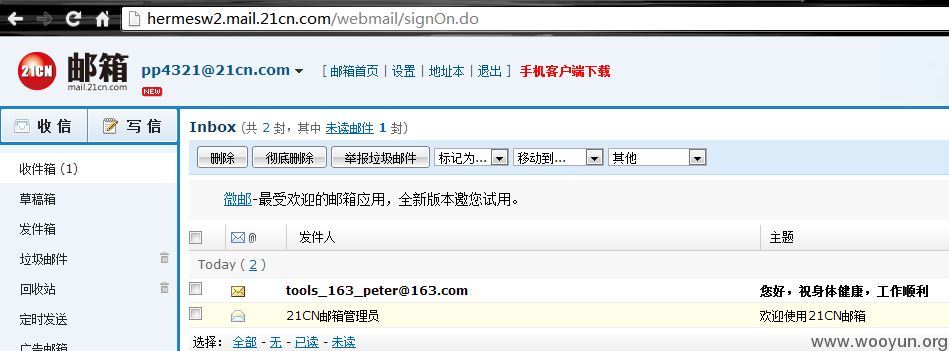 hermesw2.mail.21cn.com/webmail/signOn.do
21CN 邮箱 mail.21cn.com pp4321@21cn.com [ 邮箱首页 | 设置 | 地址本 | 退出 ] 手机客户端下载
NEW
收信 写信
Inbox (共 2 封，其中 未读邮件 1 封)
删除 彻底删除 举报垃圾邮件 标记为... 移动到... 其他
收件箱 (1)
草稿箱
发件箱
垃圾邮件
回收站
定时发送
广告邮箱
微邮-最受欢迎的邮箱应用，全新版本邀您试用。
发件人 主题
Today ( 2 )
tools_163_peter@163.com 您好，祝身体健康，工作顺利
21CN邮箱管理员 欢迎使用21CN邮箱
选择： 全部 - 无 - 已读 - 未读
www.wooyun.org